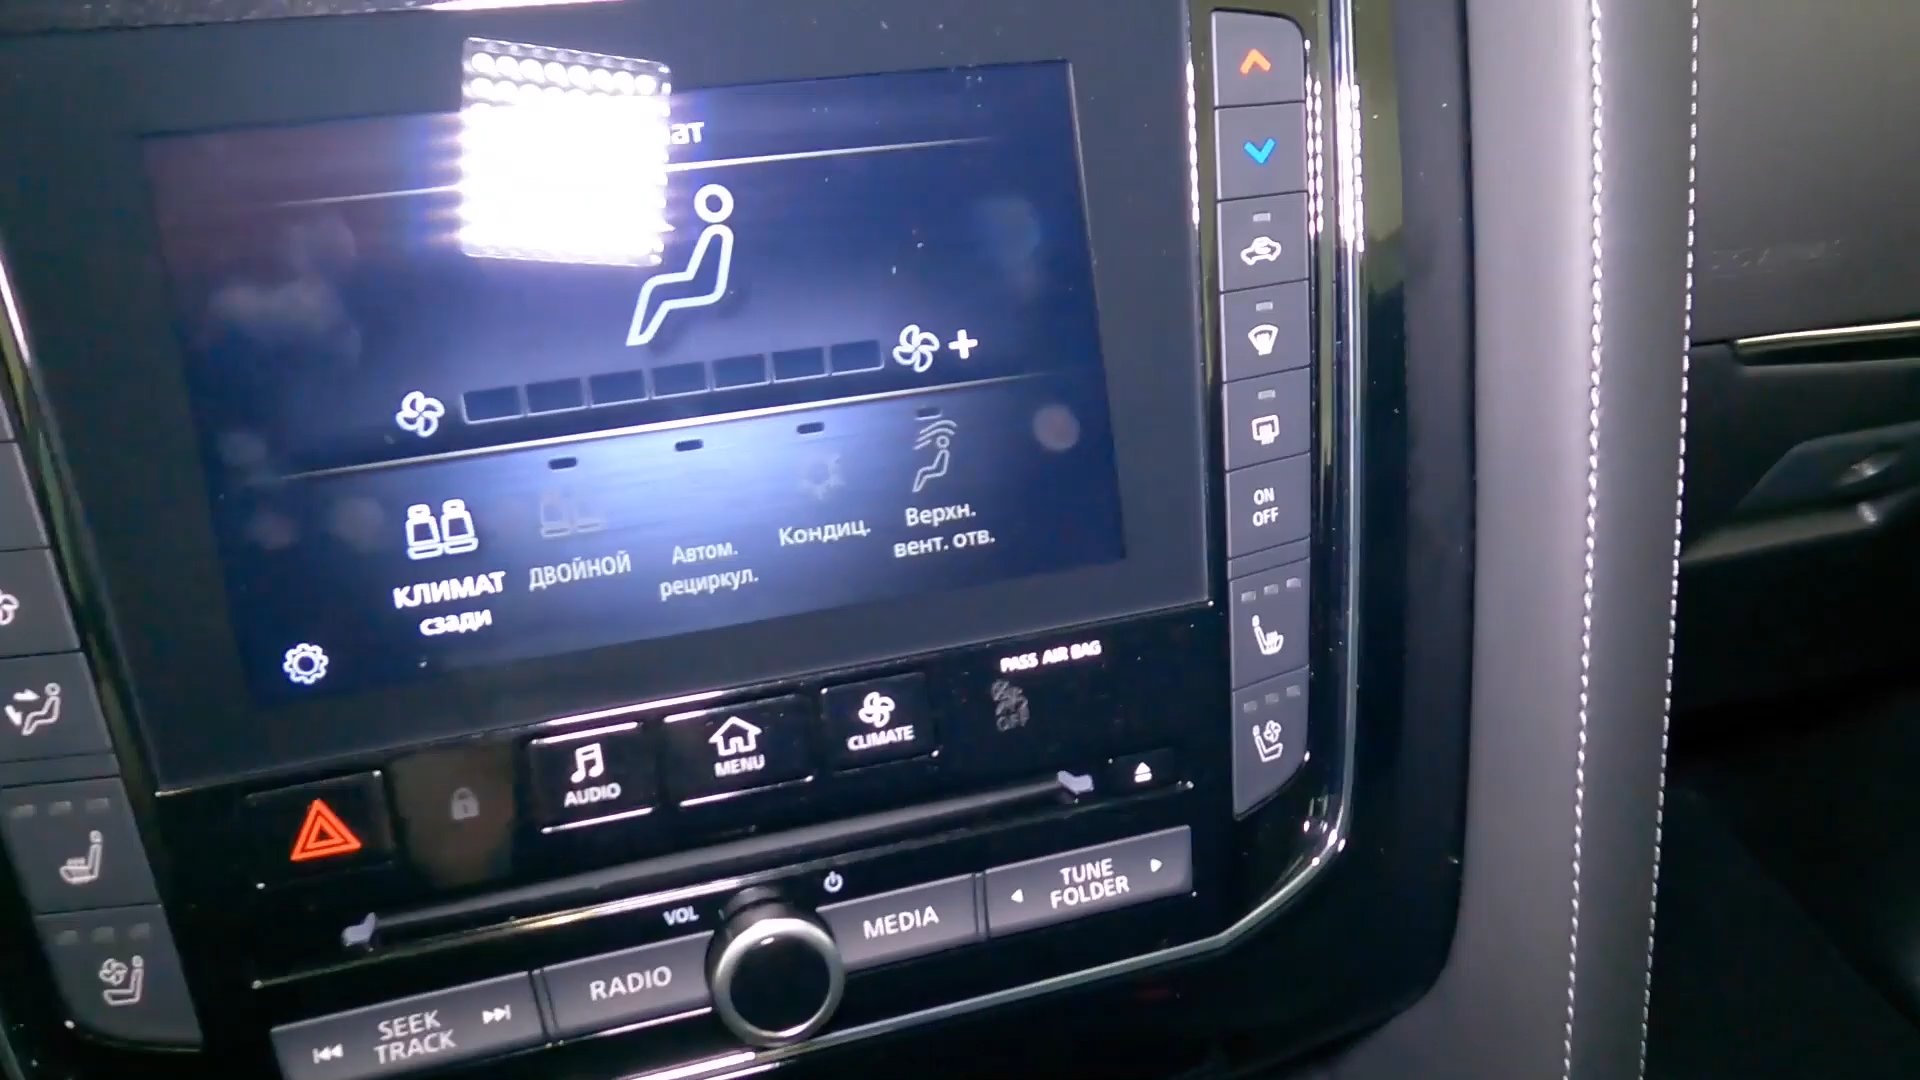 КЛИМАТ
сзади
ДВОЙНОЙ
Автом.
рециркул.
Кондиц.
Верхн.
вент. отв.
ON
OFF
PASS AIR BAG
OFF
AUDIO
MENU
CLIMATE
VOL
SEEK
TRACK
RADIO
MEDIA
TUNE
FOLDER